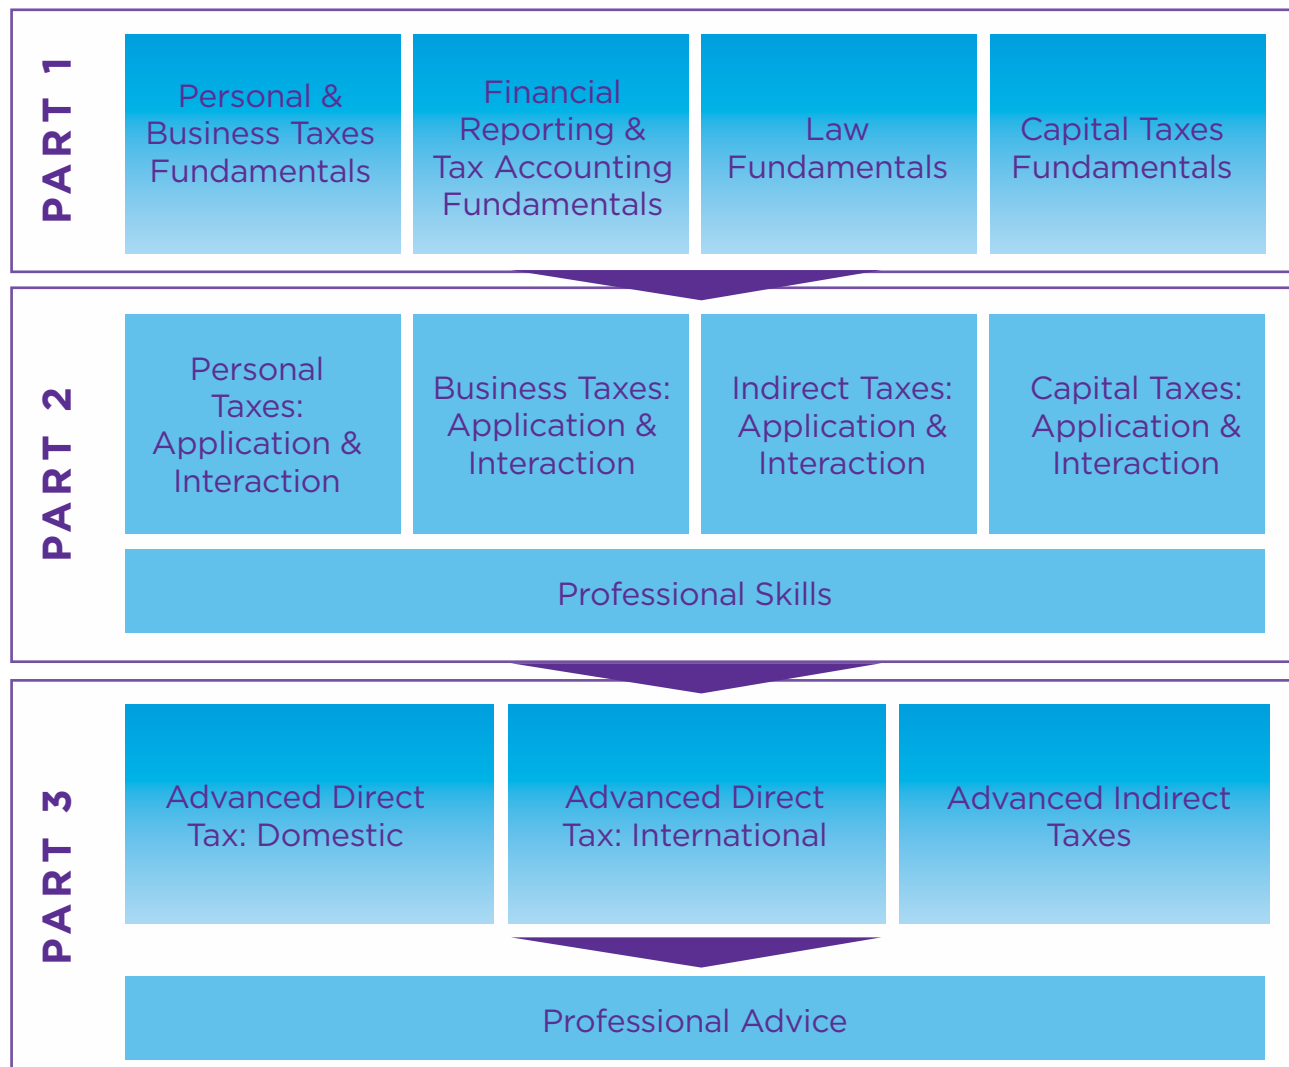 PART 1
Personal &
Business Taxes
Fundamentals
Financial
Reporting &
Tax Accounting
Fundamentals
Law
Fundamentals
Capital Taxes
Fundamentals
PART 2
Personal
Taxes:
Application &
Interaction
Business Taxes:
Application &
Interaction
Indirect Taxes:
Application &
Interaction
Capital Taxes:
Application &
Interaction
Professional Skills
PART 3
Advanced Direct
Tax: Domestic
Advanced Direct
Tax: International
Advanced Indirect
Taxes
Professional Advice